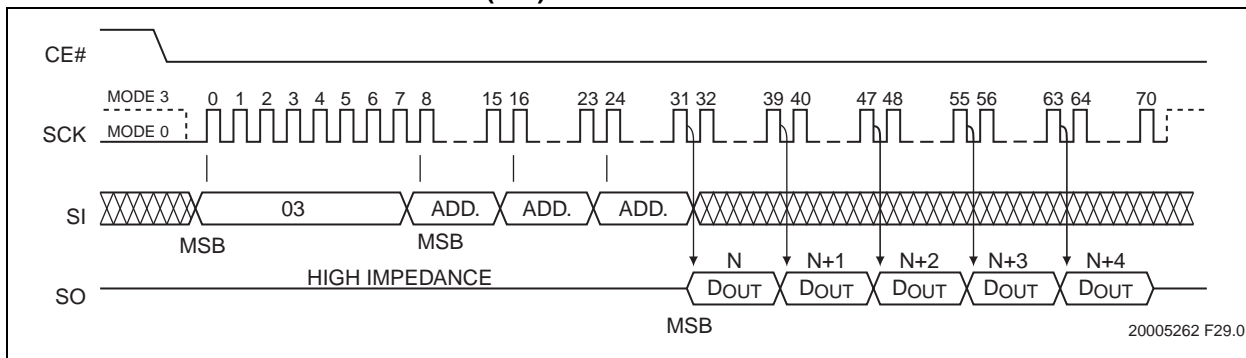 CE#
MODE 3
0 1 2 3 4 5 6 7 8 15 16 23 24 31 32 39 40 47 48 55 56 63 64 70
SCK
MODE 0
SI
03
ADD.
ADD.
ADD.
MSB
MSB
HIGH IMPEDANCE
N
N+1
N+2
N+3
N+4
SO
DOUT
DOUT
DOUT
DOUT
DOUT
MSB
20005262 F29.0